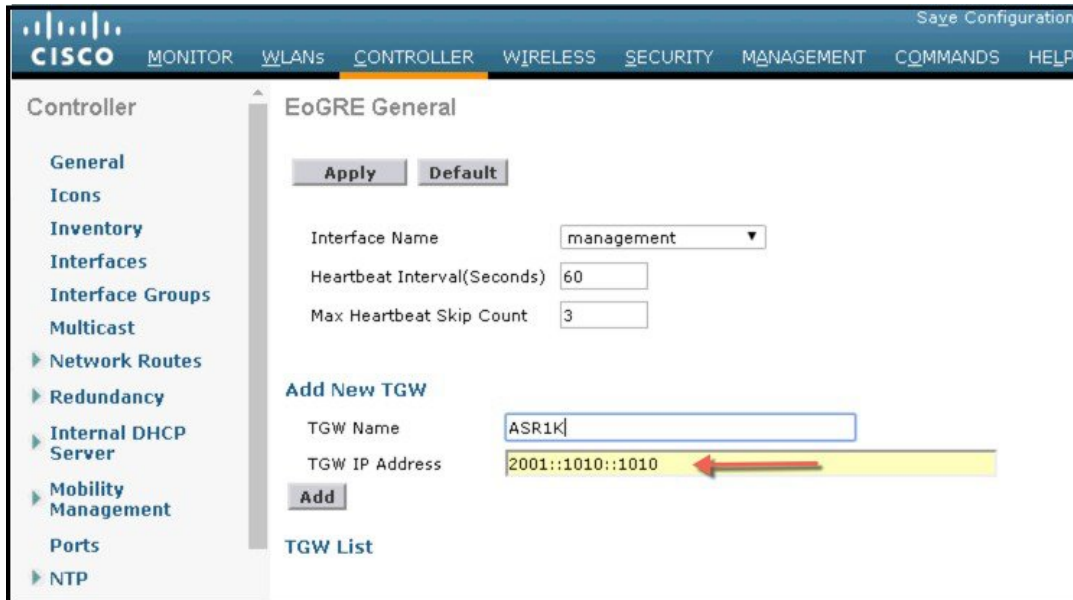 Save Configuration
CISCO MONITOR WLANs CONTROLLER WIRELESS SECURITY MANAGEMENT COMMANDS HELP
Controller
General
Icons
Inventory
Interfaces
Interface Groups
Multicast
Network Routes
Redundancy
Internal DHCP
Server
Mobility
Management
Ports
NTP
EoGRE General
Apply Default
Interface Name management
Heartbeat Interval(Seconds) 60
Max Heartbeat Skip Count 3
Add New TGW
TGW Name ASR1K
TGW IP Address 2001::1010::1010
Add
TGW List